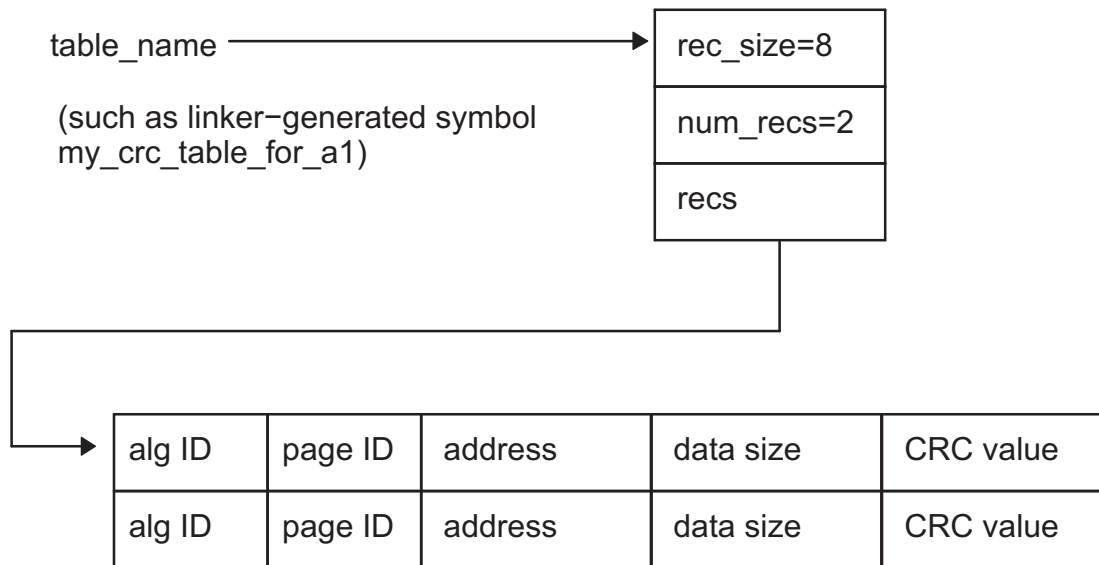 table_name
rec_size=8
(such as linker−generated symbol
my_crc_table_for_a1)
num_recs=2
recs
alg ID page ID address data size CRC value
alg ID page ID address data size CRC value